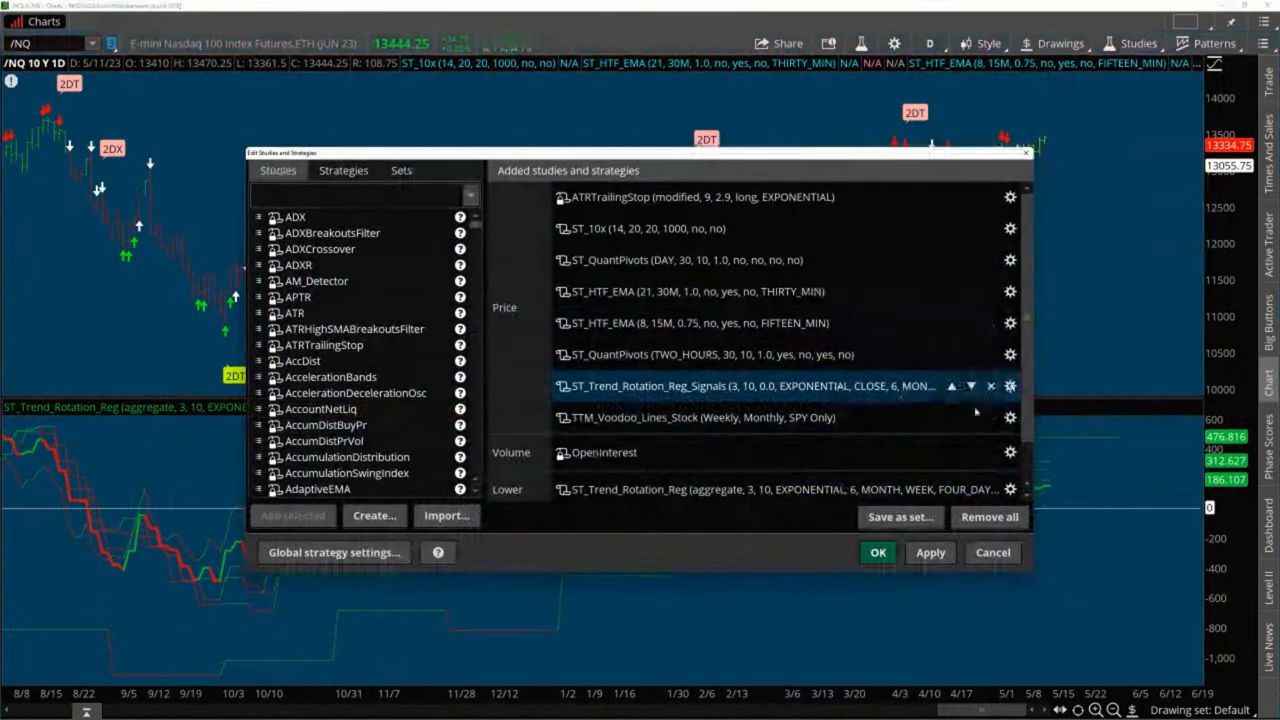 Charts
/NQ
E-mini Nasdaq 100 Index Futures,ETH (JUN 23)
13444.25
Share
D
Style
Drawings
Studies
Patterns
/NQ 10 Y 1D D: 5/11/23 O: 13410 H: 13470.25 L: 13361.5 C: 13444.25 R: 108.75 ST_10x (14, 20, 20, 1000, no, no) N/A ST_HTF_EMA (21, 30M, 1.0, no, yes, no, THIRTY_MIN) N/A N/A N/A ST_HTF_EMA (8, 15M, 0.75, no, yes, no, FIFTEEN_MIN) N/A ...
2DT
2DX
2DT
2DT
2DT
14000
13500
13334.75
13055.75
12500
12000
11500
11000
10500
10000
Edit Studies and Strategies
Studies
Strategies
Sets
ADX
ADXBreakoutsFilter
ADXCrossover
ADXR
AM_Detector
APTR
ATR
ATRHighSMABreakoutsFilter
ATRTrailingStop
AccDist
AccelerationBands
AccelerationDecelerationOsc
AccountNetLiq
AccumDistBuyPr
AccumDistPrVol
AccumulationDistribution
AccumulationSwingIndex
AdaptiveEMA
Add selected
Create...
Import...
Added studies and strategies
Price
ATRTrailingStop (modified, 9, 2.9, long, EXPONENTIAL)
ST_10x (14, 20, 20, 1000, no, no)
ST_QuantPivots (DAY, 30, 10, 1.0, no, no, no, no)
ST_HTF_EMA (21, 30M, 1.0, no, yes, no, THIRTY_MIN)
ST_HTF_EMA (8, 15M, 0.75, no, yes, no, FIFTEEN_MIN)
ST_QuantPivots (TWO_HOURS, 30, 10, 1.0, yes, no, yes, no)
ST_Trend_Rotation_Reg_Signals (3, 10, 0.0, EXPONENTIAL, CLOSE, 6, MON...
TTM_Voodoo_Lines_Stock (Weekly, Monthly, SPY Only)
Volume
OpenInterest
Lower
ST_Trend_Rotation_Reg (aggregate, 3, 10, EXPONENTIAL, 6, MONTH, WEEK, FOUR_DAY...
Save as set...
Remove all
Global strategy settings...
OK
Apply
Cancel
ST_Trend_Rotation_Reg (aggregate, 3, 10, EXPONE
600
476.816
400
312.627
186.107
0
-200
-400
-600
-800
-1,000
8/8 8/15 8/22 9/5 9/12 9/19 10/3 10/10 10/31 11/7 11/28 12/12 1/2 1/9 1/16 1/30 2/6 2/13 3/6 3/13 3/20 4/3 4/10 4/17 5/1 5/8 5/15 5/22 6/5 6/12 6/19
Drawing set: Default
Trade
Times And Sales
Active Trader
Big Buttons
Chart
Phase Scores
Dashboard
Level II
Live News